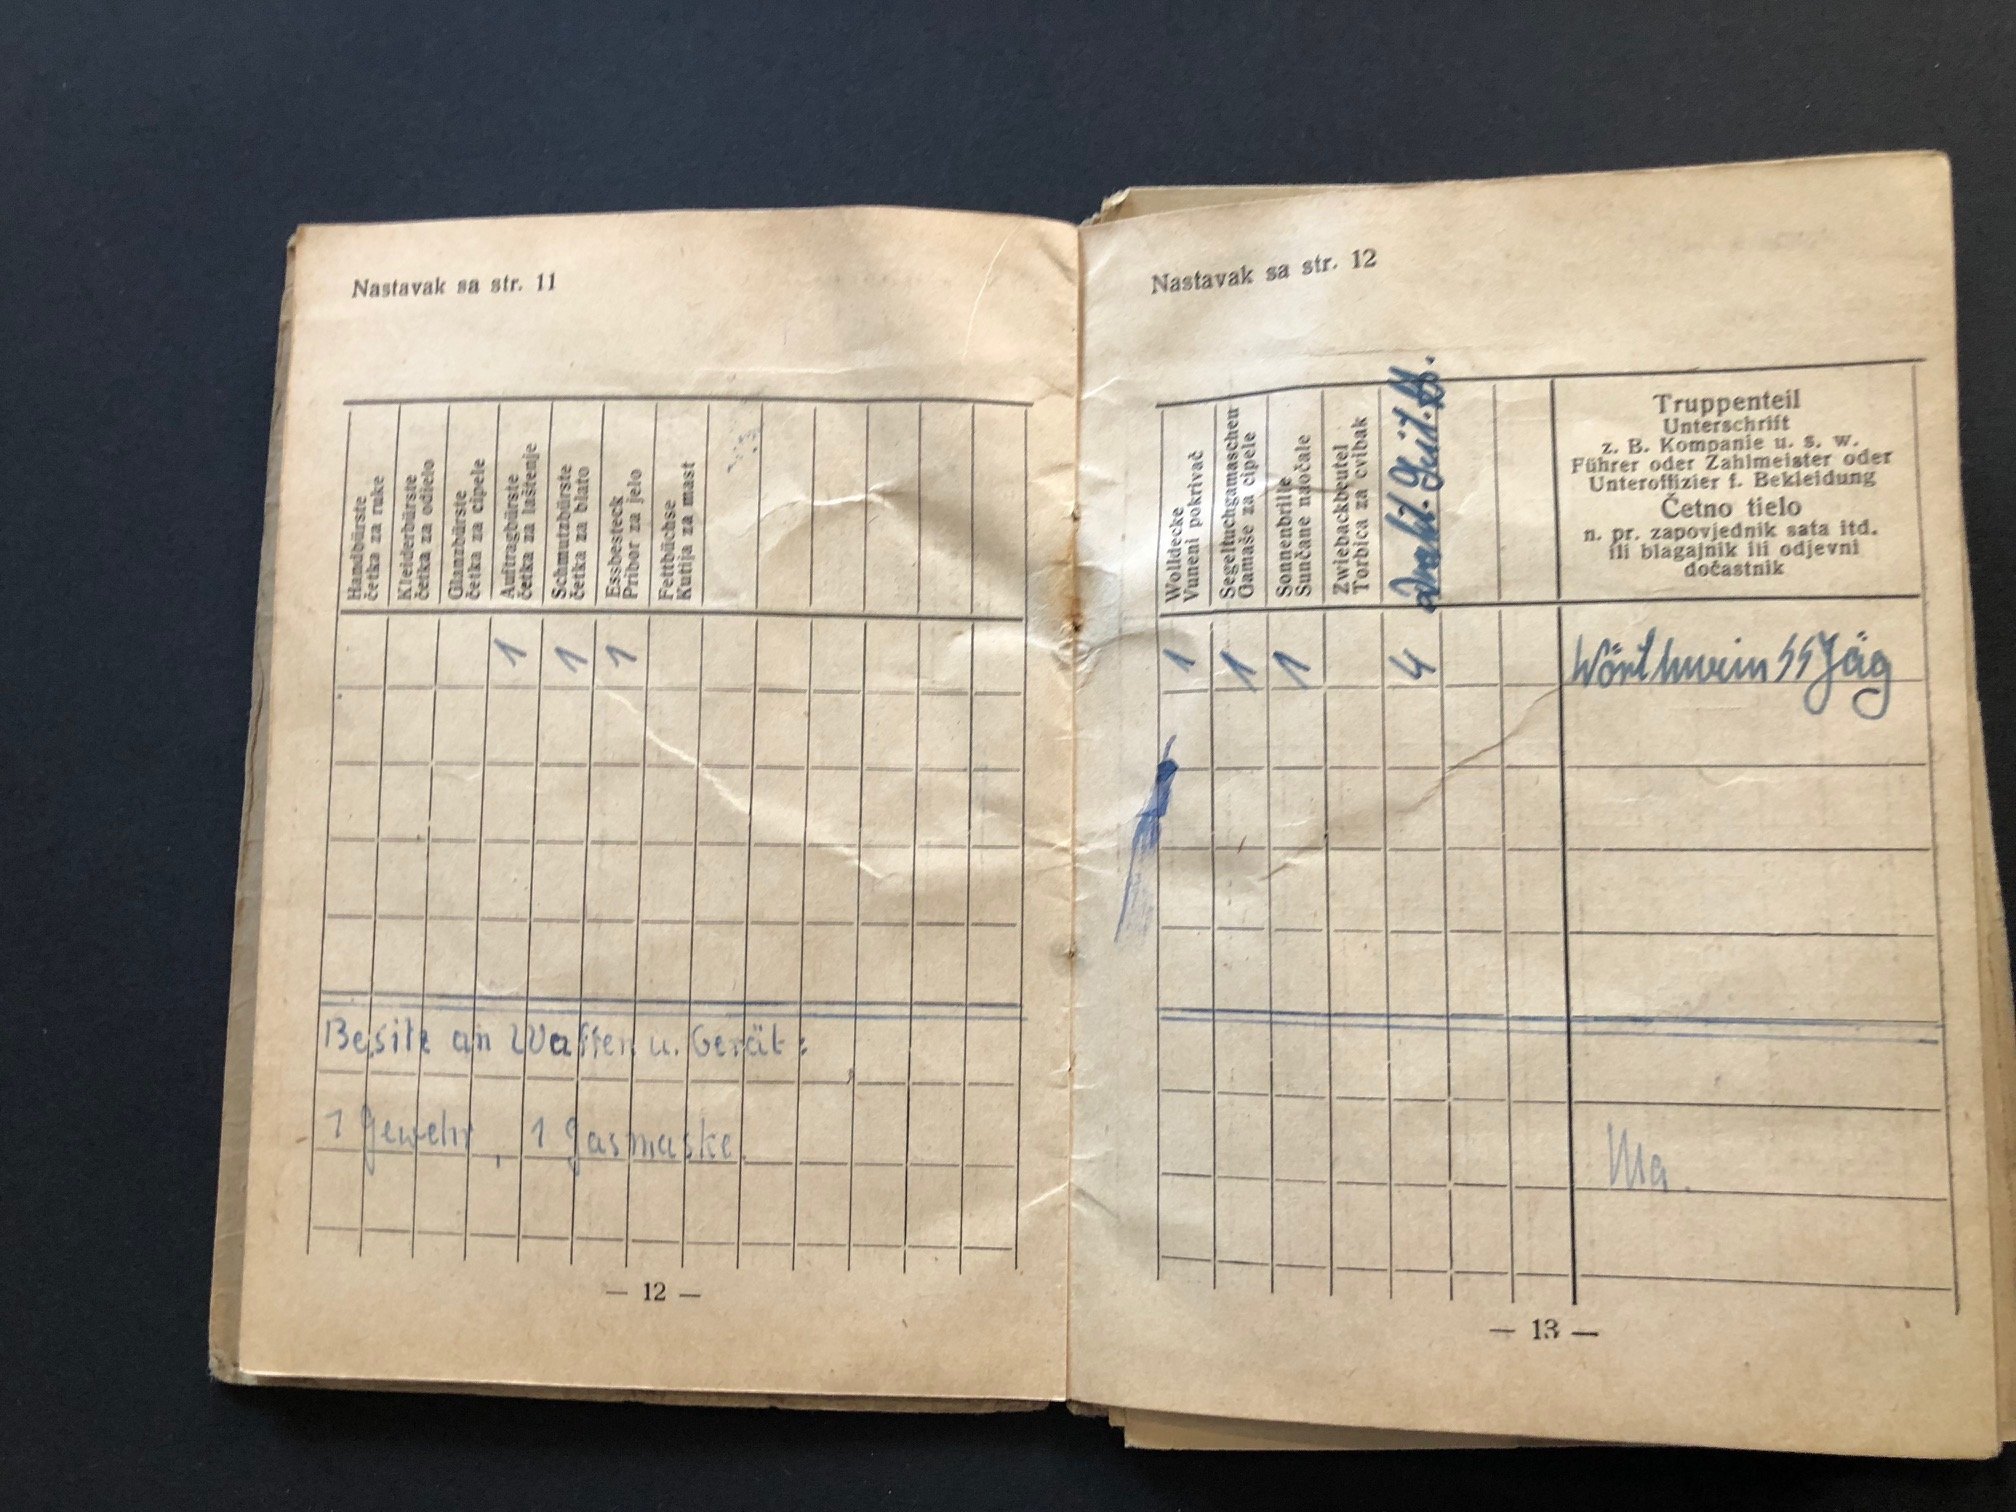 Nastavak sa str. 11
Handbürste
četka za ruke
Kleiderbürste
četka za odielo
Glanzbürste
četka za cipele
Auftragbürste
četka za laštenje
Schmutzbürste
četka za blato
Essbesteck
Pribor za jelo
Fettbüchse
Kutija za mast
1 1 1
Besitz an Waffen u. Gerät:
1 Gewehr, 1 Gasmaske.
— 12 —
Nastavak sa str. 12
Wolldecke
Vuneni pokrivač
Segeltuchgamaschen
Gamaše za cipele
Sonnenbrille
Sunčane naočale
Zwiebackbeutel
Torbica za cvibak
Truppenteil
Unterschrift
z. B. Kompanie u. s. w.
Führer oder Zahlmeister oder
Unteroffizier f. Bekleidung
Četno tielo
n. pr. zapovjednik sata itd.
ili blagajnik ili odjevni
dočastnik
1 1 1 4 Wörthwein SS Jäg
Ma.
— 13 —